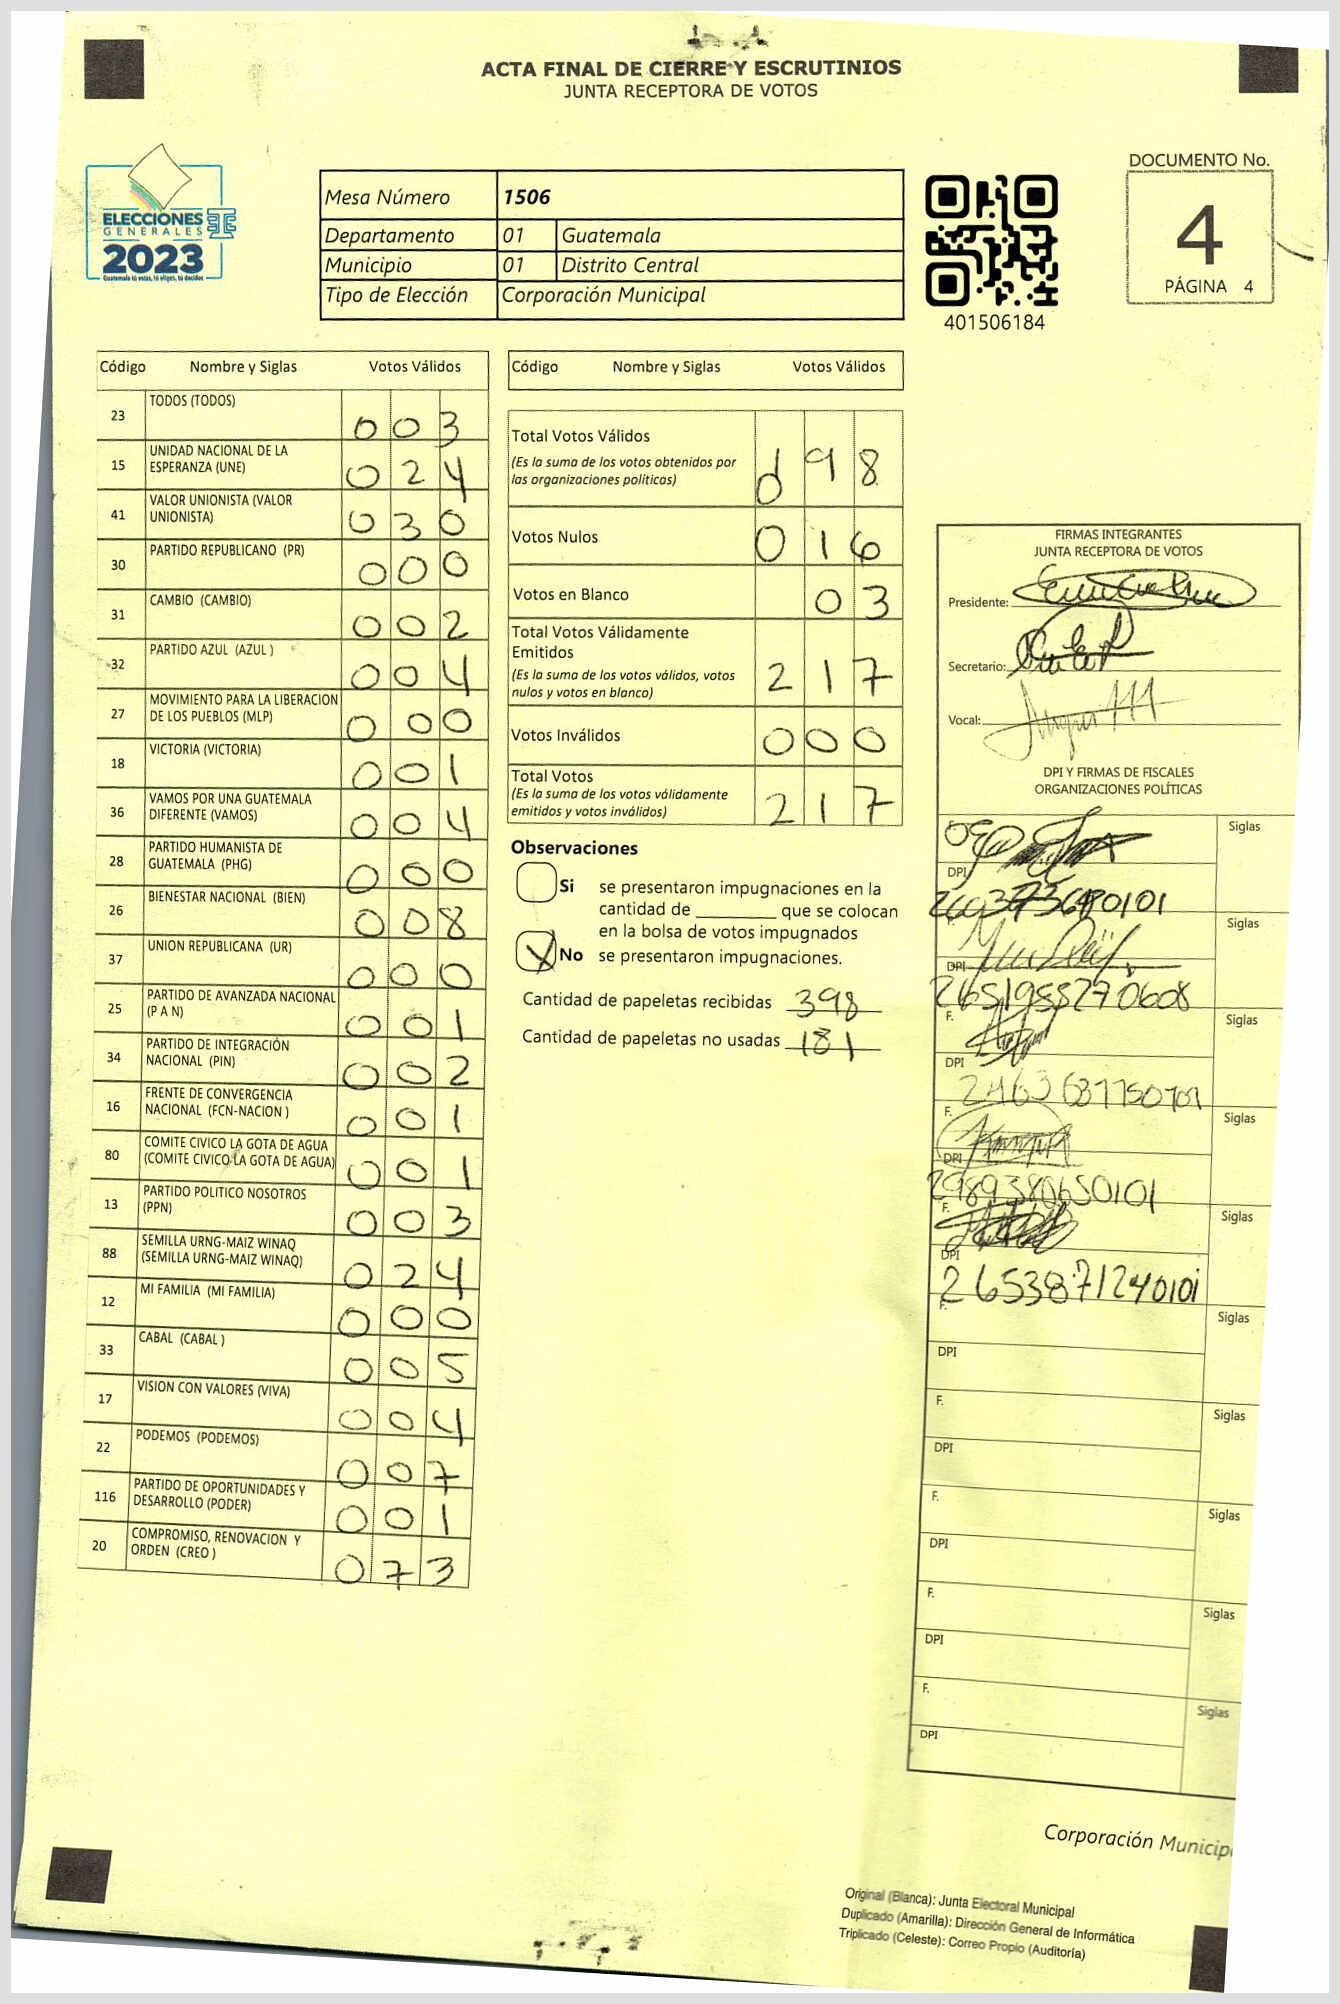 ACTA FINAL DE CIERRE Y ESCRUTINIOS
JUNTA RECEPTORA DE VOTOS
ELECCIONES
GENERALES
2023
Guatemala tú votas, tú eliges, tú decides
Mesa Número 1506
Departamento 01 Guatemala
Municipio 01 Distrito Central
Tipo de Elección Corporación Municipal
401506184
DOCUMENTO No.
4
PÁGINA 4
Código Nombre y Siglas Votos Válidos
23 TODOS (TODOS) 003
15 UNIDAD NACIONAL DE LA
ESPERANZA (UNE) 024
41 VALOR UNIONISTA (VALOR
UNIONISTA) 030
30 PARTIDO REPUBLICANO (PR) 000
31 CAMBIO (CAMBIO) 002
32 PARTIDO AZUL (AZUL ) 004
27 MOVIMIENTO PARA LA LIBERACION
DE LOS PUEBLOS (MLP) 000
18 VICTORIA (VICTORIA) 001
36 VAMOS POR UNA GUATEMALA
DIFERENTE (VAMOS) 004
28 PARTIDO HUMANISTA DE
GUATEMALA (PHG) 000
26 BIENESTAR NACIONAL (BIEN) 008
37 UNION REPUBLICANA (UR) 000
25 PARTIDO DE AVANZADA NACIONAL
(P A N) 001
34 PARTIDO DE INTEGRACIÓN
NACIONAL (PIN) 002
16 FRENTE DE CONVERGENCIA
NACIONAL (FCN-NACION ) 001
80 COMITE CIVICO LA GOTA DE AGUA
(COMITE CIVICO LA GOTA DE AGUA) 001
13 PARTIDO POLITICO NOSOTROS
(PPN) 003
88 SEMILLA URNG-MAIZ WINAQ
(SEMILLA URNG-MAIZ WINAQ) 024
12 MI FAMILIA (MI FAMILIA) 000
33 CABAL (CABAL ) 005
17 VISION CON VALORES (VIVA) 004
22 PODEMOS (PODEMOS) 007
116 PARTIDO DE OPORTUNIDADES Y
DESARROLLO (PODER) 001
20 COMPROMISO, RENOVACION Y
ORDEN (CREO ) 073
Código Nombre y Siglas Votos Válidos
Total Votos Válidos
(Es la suma de los votos obtenidos por
las organizaciones políticas) 98
Votos Nulos 016
Votos en Blanco 03
Total Votos Válidamente
Emitidos
(Es la suma de los votos válidos, votos
nulos y votos en blanco) 217
Votos Inválidos 000
Total Votos
(Es la suma de los votos válidamente
emitidos y votos inválidos) 217
Observaciones
Si se presentaron impugnaciones en la
cantidad de ________ que se colocan
en la bolsa de votos impugnados
X No se presentaron impugnaciones.
Cantidad de papeletas recibidas 398
Cantidad de papeletas no usadas 181
FIRMAS INTEGRANTES
JUNTA RECEPTORA DE VOTOS
Presidente:
Secretario:
Vocal:
DPI Y FIRMAS DE FISCALES
ORGANIZACIONES POLÍTICAS
F. Siglas
DPI
F. Siglas
DPI
2651955270608
F. Siglas
DPI
F. Siglas
DPI
2989380650101
F. Siglas
DPI
2653871240101
F. Siglas
DPI
F. Siglas
DPI
F. Siglas
DPI
F. Siglas
DPI
F. Siglas
DPI
Corporación Municip
Original (Blanca): Junta Electoral Municipal
Duplicado (Amarilla): Dirección General de Informática
Triplicado (Celeste): Correo Propio (Auditoría)